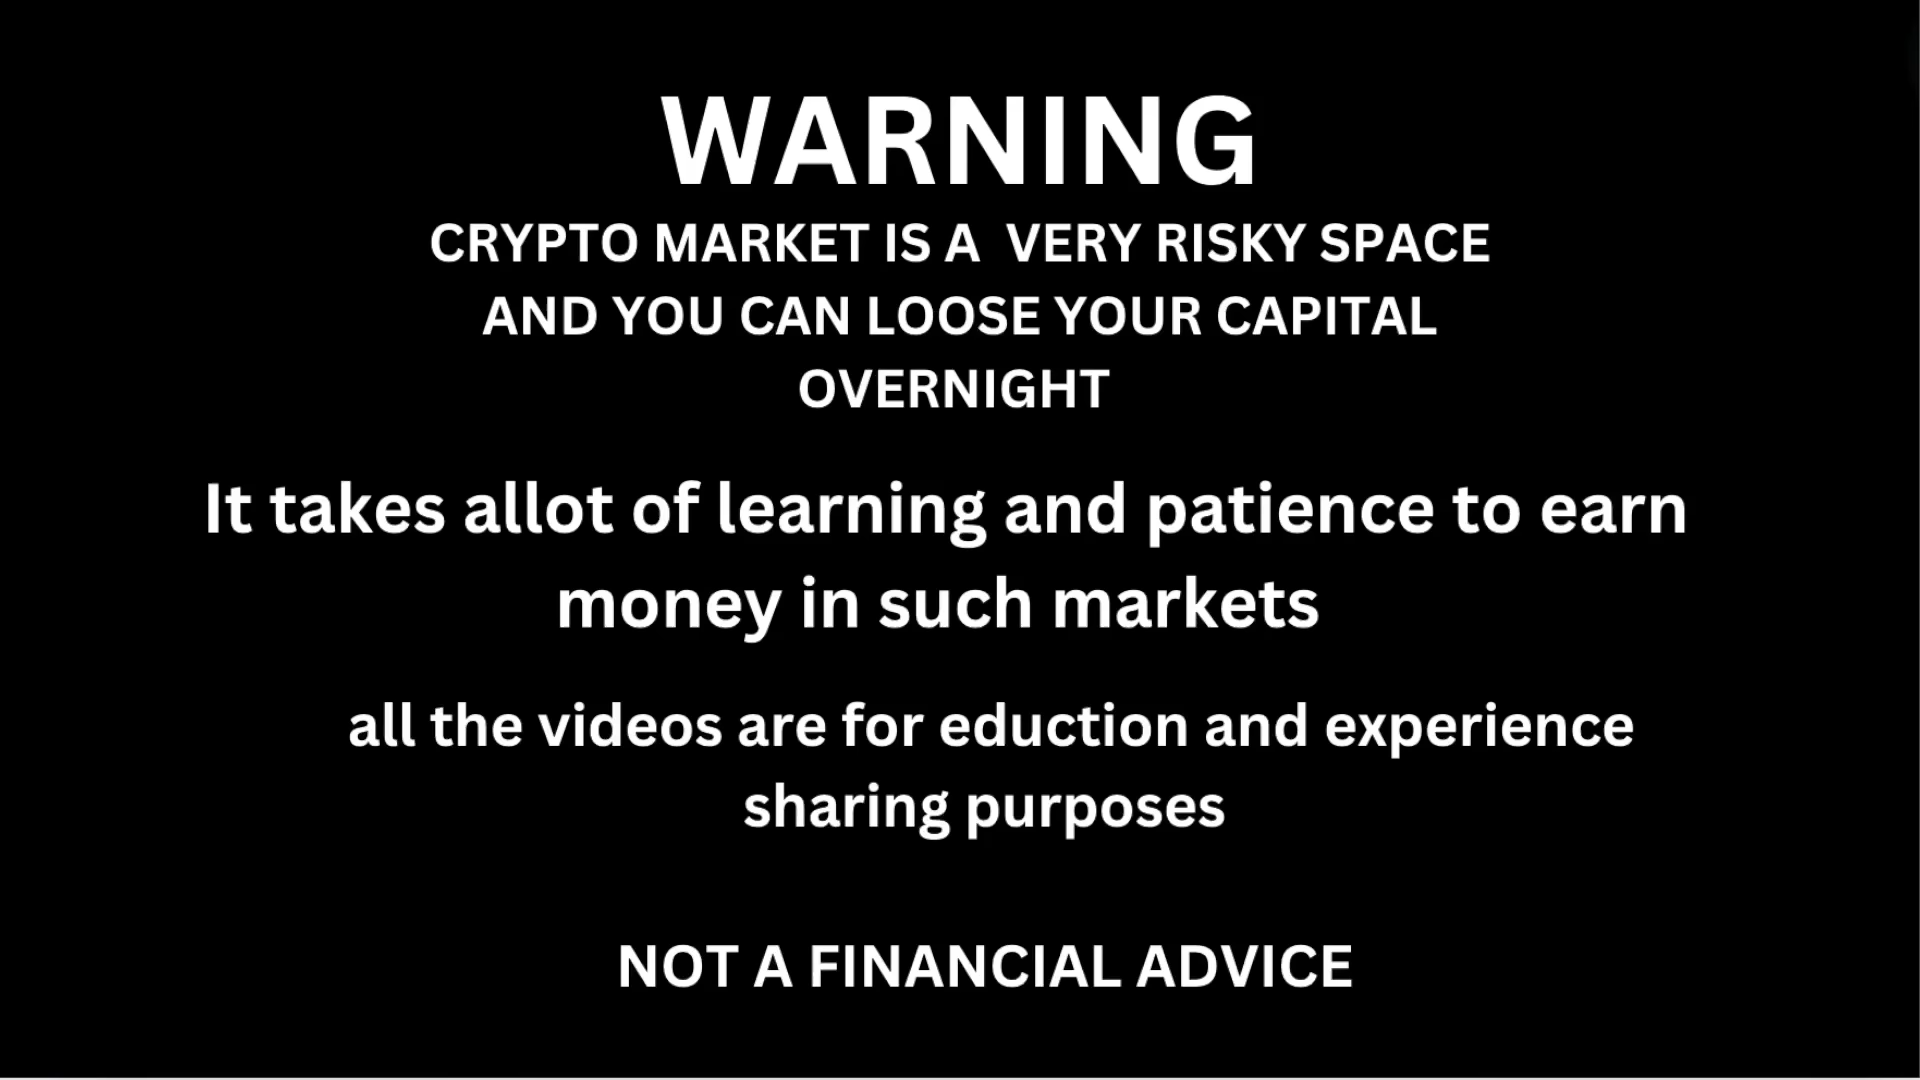 WARNING
CRYPTO MARKET IS A  VERY RISKY SPACE
AND YOU CAN LOOSE YOUR CAPITAL
OVERNIGHT
It takes allot of learning and patience to earn
money in such markets
all the videos are for eduction and experience
sharing purposes
NOT A FINANCIAL ADVICE